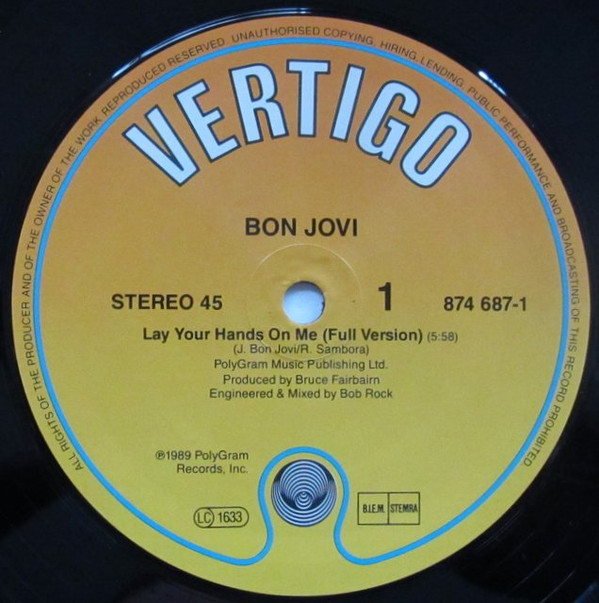 ALL RIGHTS OF THE PRODUCER AND OF THE OWNER OF THE WORK REPRODUCED RESERVED UNAUTHORISED COPYING, HIRING, LENDING, PUBLIC PERFORMANCE AND BROADCASTING OF THIS RECORD PROHIBITED.
VERTIGO
BON JOVI
STEREO 45 1 874 687-1
Lay Your Hands On Me (Full Version) (5:58)
(J. Bon Jovi/R. Sambora)
PolyGram Music Publishing Ltd.
Produced by Bruce Fairbairn
Engineered & Mixed by Bob Rock
℗1989 PolyGram
Records, Inc.
LC 1633
B.I.E.M. STEMRA